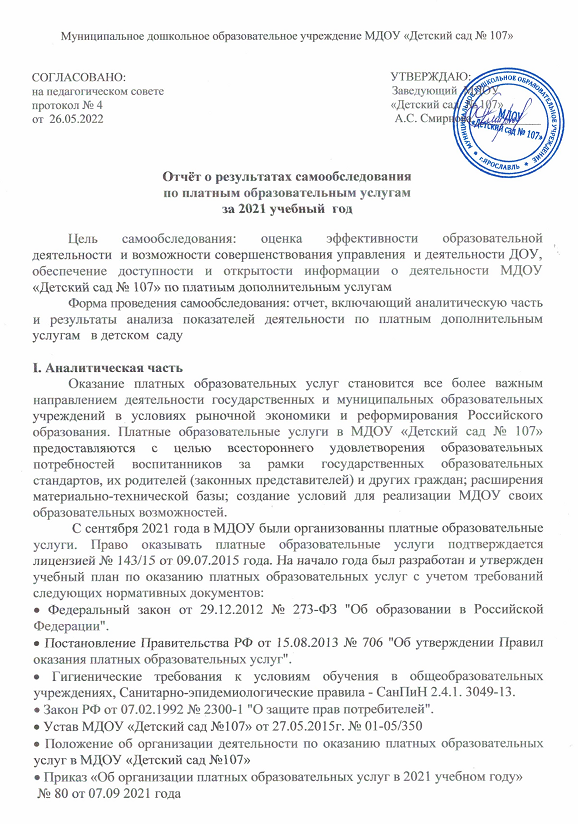 Муниципальное дошкольное образовательное учреждение МДОУ «Детский сад № 107»
СОГЛАСОВАНО: УТВЕРЖДАЮ:
на педагогическом совете Заведующий МДОУ
протокол № 4 «Детский сад № 107»
от 26.05.2022 А.С. Смирнова
МУНИЦИПАЛЬНОЕ ДОШКОЛЬНОЕ ОБРАЗОВАТЕЛЬНОЕ УЧРЕЖДЕНИЕ
г.ЯРОСЛАВЛЬ
МДОУ
«Детский сад № 107»
Отчёт о результатах самообследования
по платным образовательным услугам
за 2021 учебный год
Цель самообследования: оценка эффективности образовательной
деятельности и возможности совершенствования управления и деятельности ДОУ,
обеспечение доступности и открытости информации о деятельности МДОУ
«Детский сад № 107» по платным дополнительным услугам
Форма проведения самообследования: отчет, включающий аналитическую часть
и результаты анализа показателей деятельности по платным дополнительным
услугам в детском саду
I. Аналитическая часть
Оказание платных образовательных услуг становится все более важным
направлением деятельности государственных и муниципальных образовательных
учреждений в условиях рыночной экономики и реформирования Российского
образования. Платные образовательные услуги в МДОУ «Детский сад № 107»
предоставляются с целью всестороннего удовлетворения образовательных
потребностей воспитанников за рамки государственных образовательных
стандартов, их родителей (законных представителей) и других граждан; расширения
материально-технической базы; создание условий для реализации МДОУ своих
образовательных возможностей.
С сентября 2021 года в МДОУ были организованны платные образовательные
услуги. Право оказывать платные образовательные услуги подтверждается
лицензией № 143/15 от 09.07.2015 года. На начало года был разработан и утвержден
учебный план по оказанию платных образовательных услуг с учетом требований
следующих нормативных документов:
• Федеральный закон от 29.12.2012 № 273-ФЗ "Об образовании в Российской
Федерации".
• Постановление Правительства РФ от 15.08.2013 № 706 "Об утверждении Правил
оказания платных образовательных услуг".
• Гигиенические требования к условиям обучения в общеобразовательных
учреждениях, Санитарно-эпидемиологические правила - СанПиН 2.4.1. 3049-13.
• Закон РФ от 07.02.1992 № 2300-1 "О защите прав потребителей".
• Устав МДОУ «Детский сад №107» от 27.05.2015г. № 01-05/350
• Положение об организации деятельности по оказанию платных образовательных
услуг в МДОУ «Детский сад №107»
• Приказ «Об организации платных образовательных услуг в 2021 учебном году»
№ 80 от 07.09 2021 года